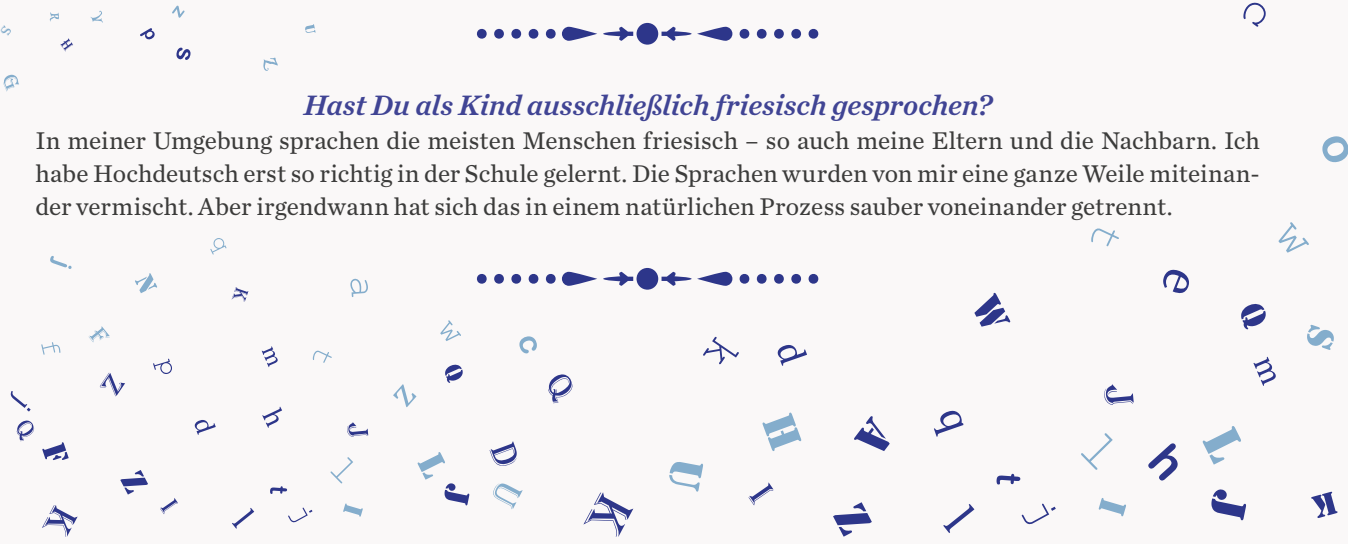 Hast Du als Kind ausschließlich friesisch gesprochen?
In meiner Umgebung sprachen die meisten Menschen friesisch – so auch meine Eltern und die Nachbarn. Ich
habe Hochdeutsch erst so richtig in der Schule gelernt. Die Sprachen wurden von mir eine ganze Weile miteinan-
der vermischt. Aber irgendwann hat sich das in einem natürlichen Prozess sauber voneinander getrennt.